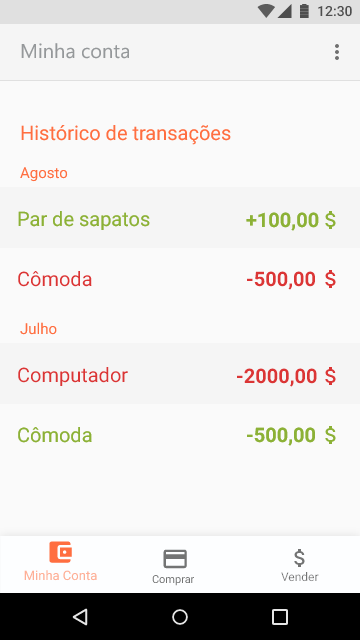 12:30
Minha conta
Histórico de transações
Agosto
Par de sapatos +100,00 $
Cômoda -500,00 $
Julho
Computador -2000,00 $
Cômoda -500,00 $
Minha Conta Comprar Vender